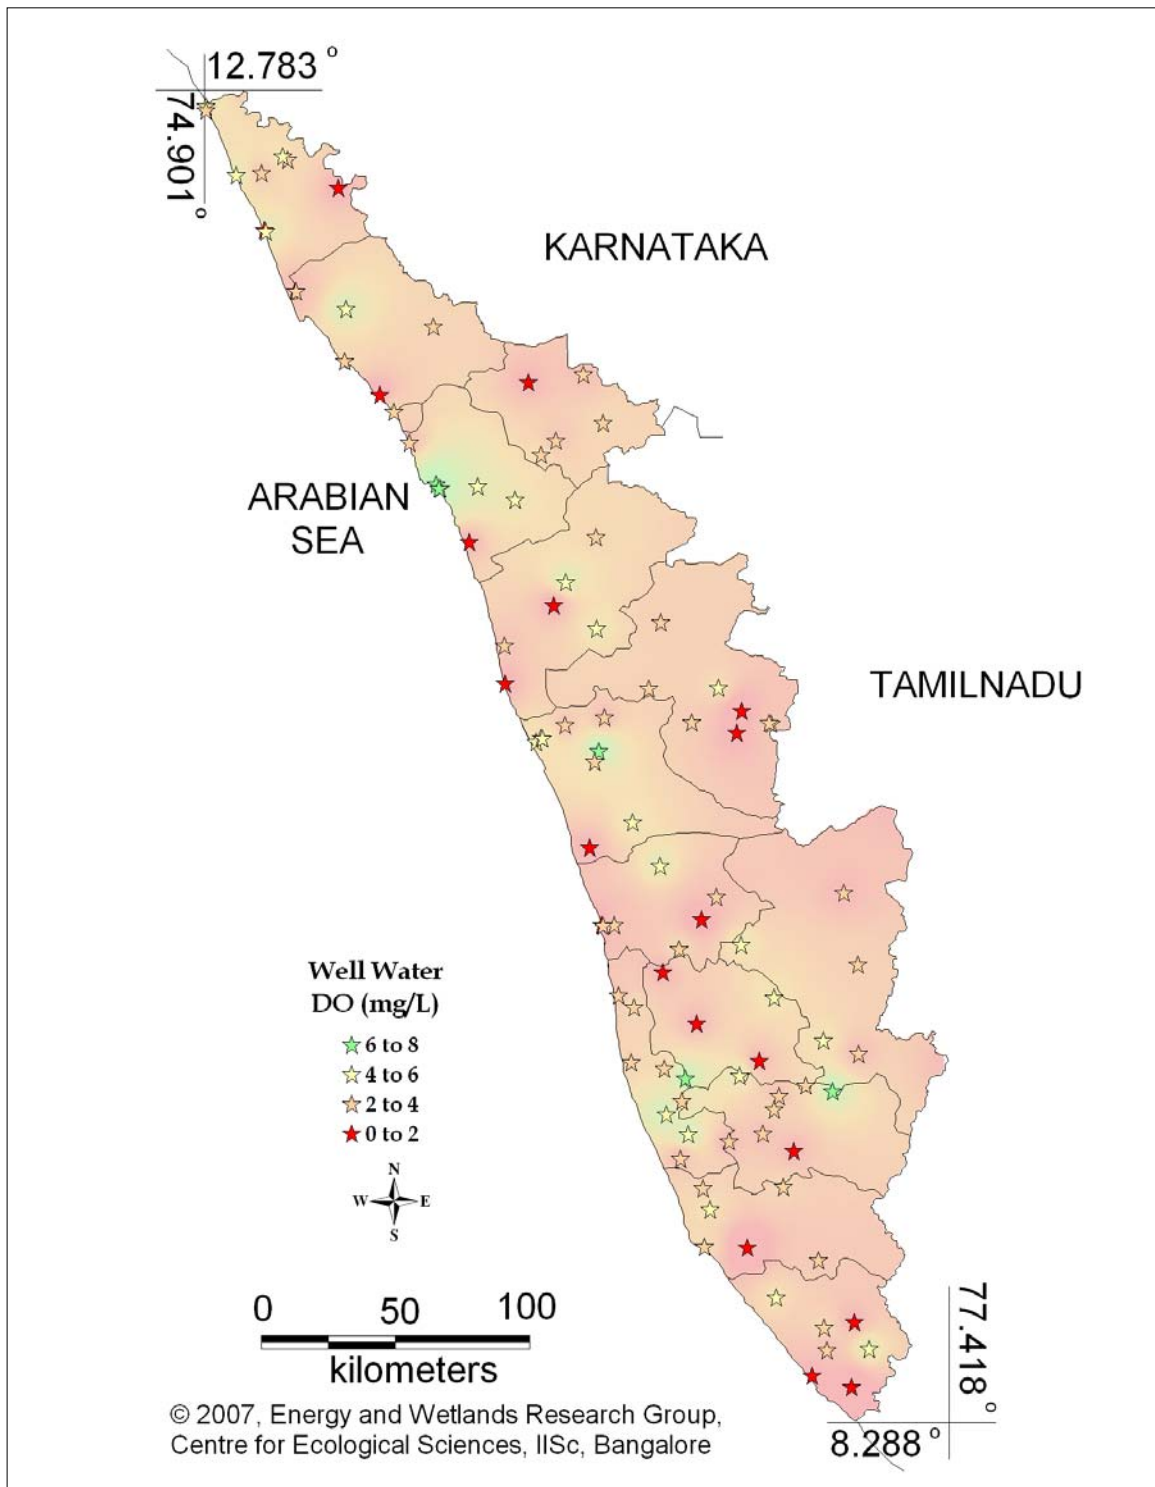 12.783 °
74.901 °
KARNATAKA
ARABIAN
SEA
TAMILNADU
Well Water
DO (mg/L)
6 to 8
4 to 6
2 to 4
0 to 2
N
W E
S
0 50 100
kilometers
77.418 °
8.288 °
© 2007, Energy and Wetlands Research Group,
Centre for Ecological Sciences, IISc, Bangalore